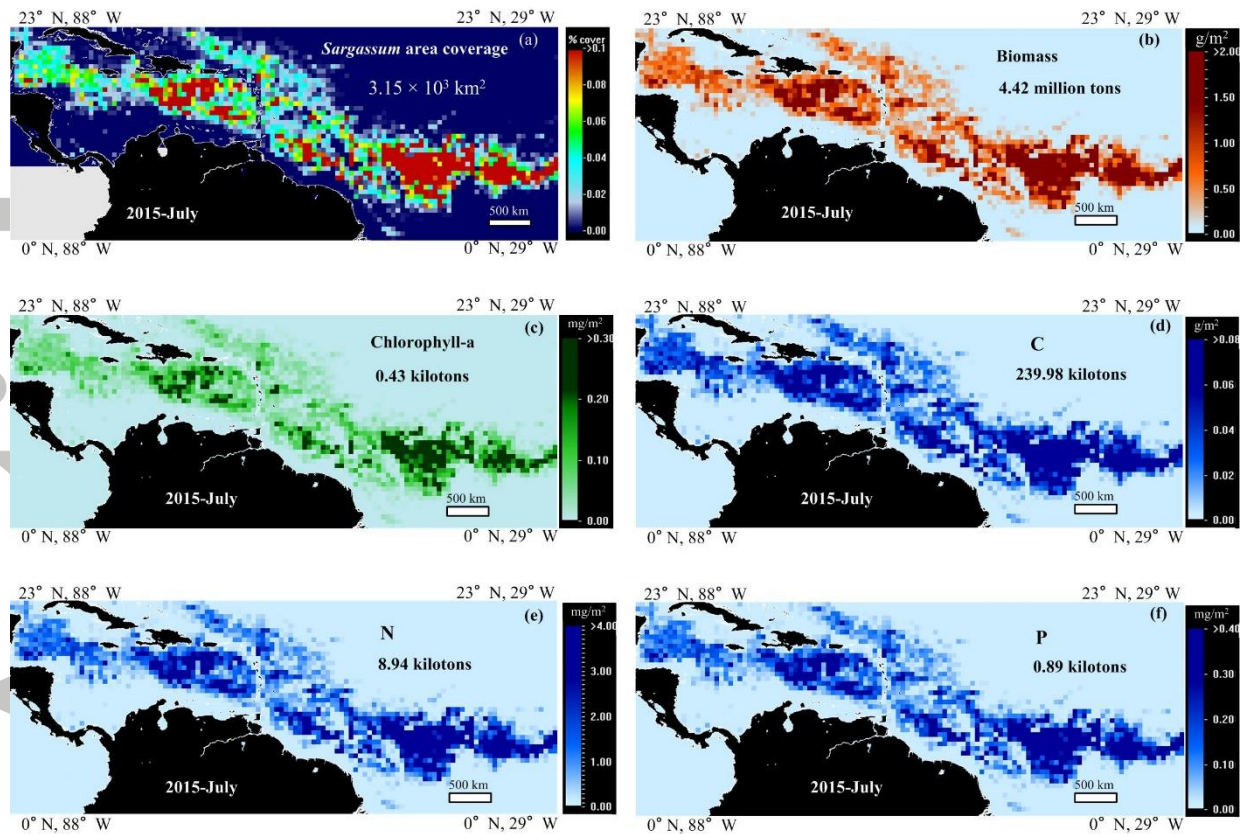 23° N, 88° W
23° N, 29° W
Sargassum area coverage
(a)
3.15 × 10³ km²
2015-July
500 km
% cover
>0.1
-0.08
-0.06
-0.04
-0.02
-0.00
0° N, 88° W
0° N, 29° W
23° N, 88° W
23° N, 29° W
Biomass
(b)
4.42 million tons
2015-July
500 km
g/m²
>2.00
1.50
1.00
0.50
0.00
0° N, 88° W
0° N, 29° W
23° N, 88° W
23° N, 29° W
Chlorophyll-a
(c)
0.43 kilotons
2015-July
500 km
mg/m²
>0.30
0.20
0.10
0.00
0° N, 88° W
0° N, 29° W
23° N, 88° W
23° N, 29° W
C
(d)
239.98 kilotons
2015-July
500 km
g/m²
>0.08
0.06
0.04
0.02
0.00
0° N, 88° W
0° N, 29° W
23° N, 88° W
23° N, 29° W
N
(e)
8.94 kilotons
2015-July
500 km
mg/m²
>4.00
3.00
2.00
1.00
0.00
0° N, 88° W
0° N, 29° W
23° N, 88° W
23° N, 29° W
P
(f)
0.89 kilotons
2015-July
500 km
mg/m²
>0.40
0.30
0.20
0.10
0.00
0° N, 88° W
0° N, 29° W